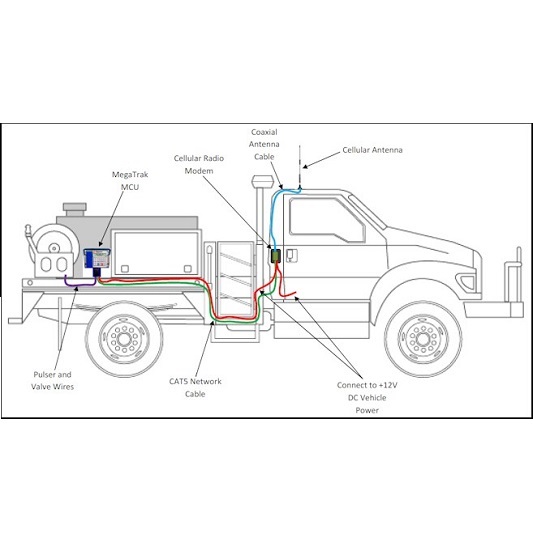 Coaxial
Antenna
Cable
Cellular Antenna
Cellular Radio
Modem
MegaTrak
MCU
Pulser and
Valve Wires
CAT5 Network
Cable
Connect to +12V
DC Vehicle
Power